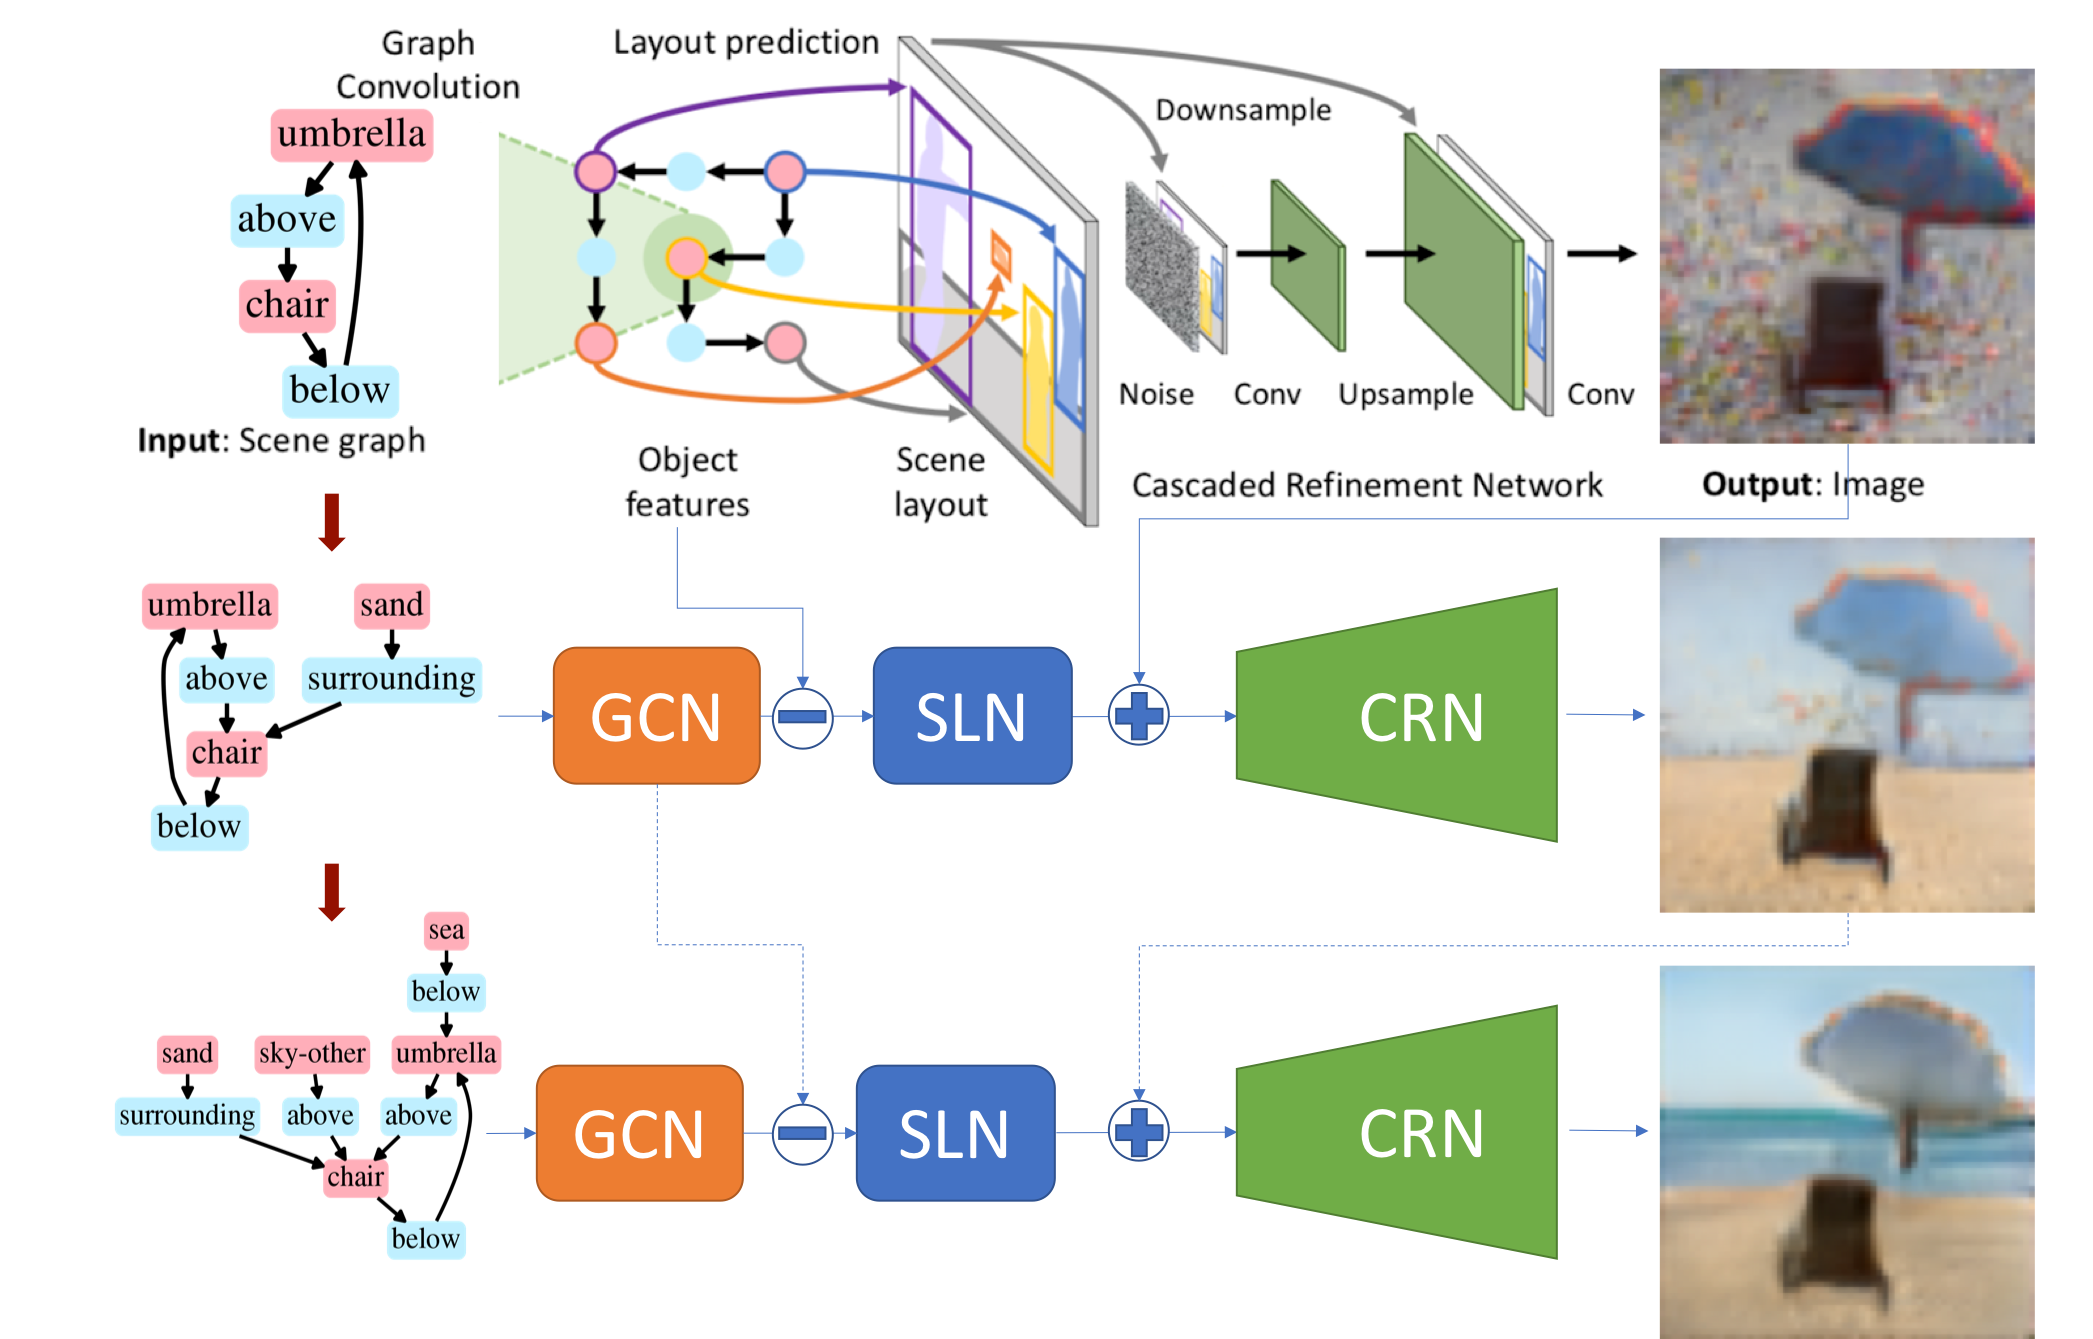 Graph
Convolution
Layout prediction
umbrella
above
chair
below
Input: Scene graph
Object
features
Scene
layout
Downsample
Noise
Conv
Upsample
Conv
Cascaded Refinement Network
Output: Image
umbrella
sand
above
surrounding
chair
below
GCN
SLN
CRN
sea
below
sand
sky-other
umbrella
surrounding
above
above
chair
below
GCN
SLN
CRN